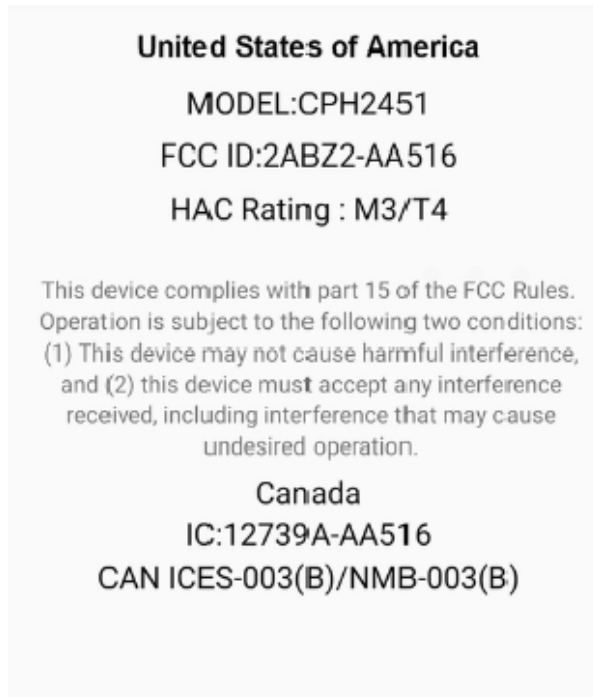 United States of America
MODEL:CPH2451
FCC ID:2ABZ2-AA516
HAC Rating : M3/T4
This device complies with part 15 of the FCC Rules.
Operation is subject to the following two conditions:
(1) This device may not cause harmful interference,
and (2) this device must accept any interference
received, including interference that may cause
undesired operation.
Canada
IC:12739A-AA516
CAN ICES-003(B)/NMB-003(B)